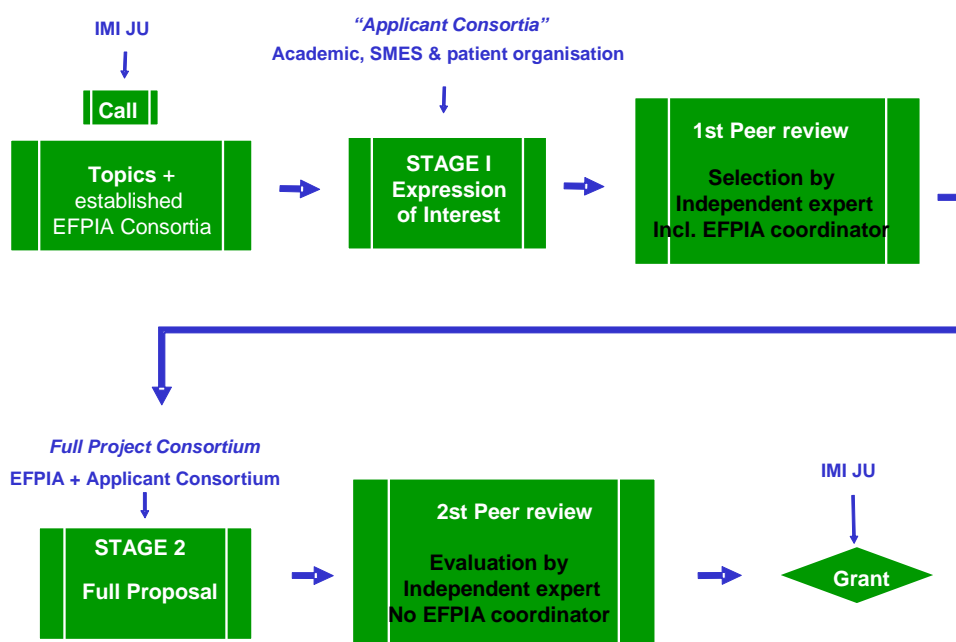 IMI JU
Call
Topics +
established
EFPIA Consortia
“Applicant Consortia”
Academic, SMES & patient organisation
STAGE I
Expression
of Interest
1st Peer review
Selection by
Independent expert
Incl. EFPIA coordinator
Full Project Consortium
EFPIA + Applicant Consortium
STAGE 2
Full Proposal
2st Peer review
Evaluation by
Independent expert
No EFPIA coordinator
IMI JU
Grant